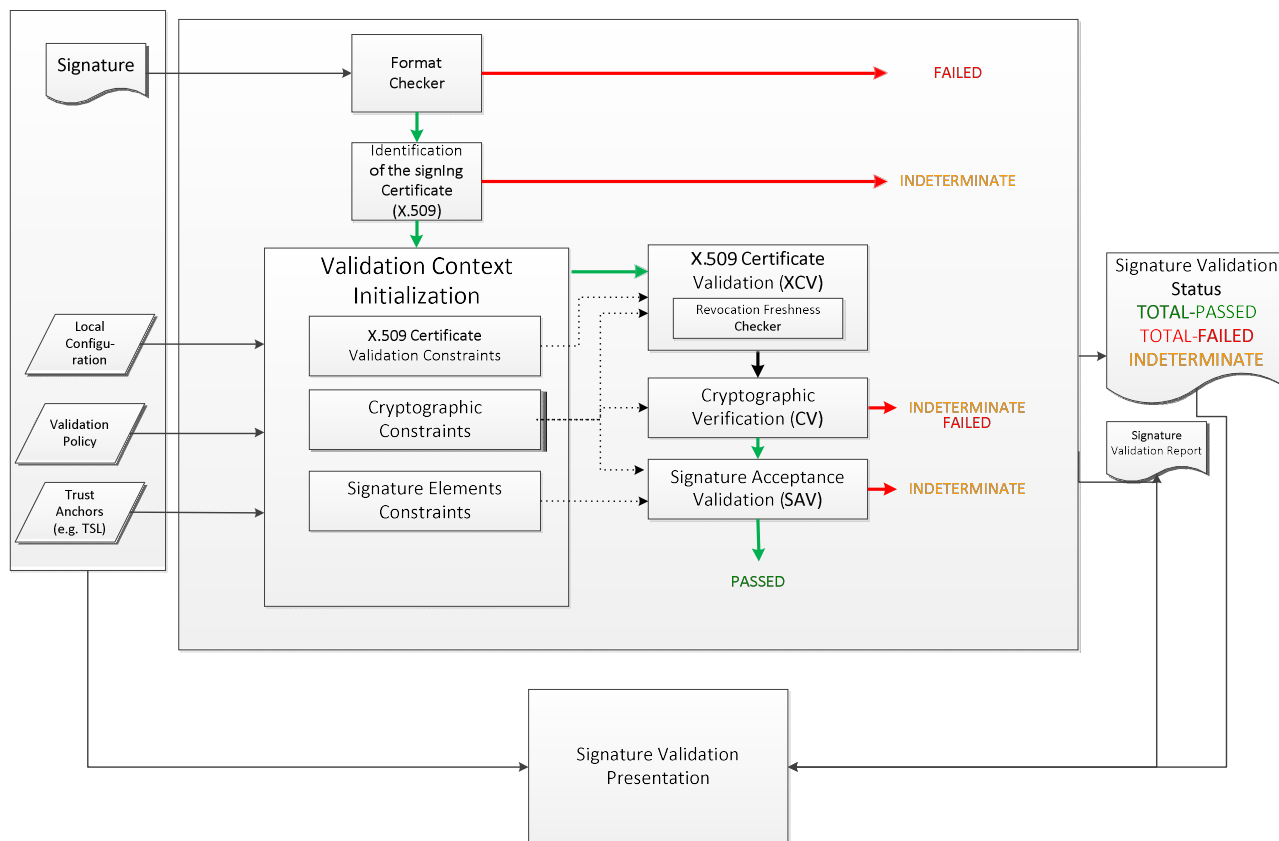 Signature
Format
Checker
FAILED
Identification
of the signIng
Certificate
(X.509)
INDETERMINATE
Validation Context
Initialization
X.509 Certificate
Validation Constraints
Cryptographic
Constraints
Signature Elements
Constraints
Local
Configu-
ration
Validation
Policy
Trust
Anchors
(e.g. TSL)
X.509 Certificate
Validation (XCV)
Revocation Freshness
Checker
Cryptographic
Verification (CV)
INDETERMINATE
FAILED
Signature Acceptance
Validation (SAV)
INDETERMINATE
PASSED
Signature Validation
Status
TOTAL-PASSED
TOTAL-FAILED
INDETERMINATE
Signature
Validation Report
Signature Validation
Presentation